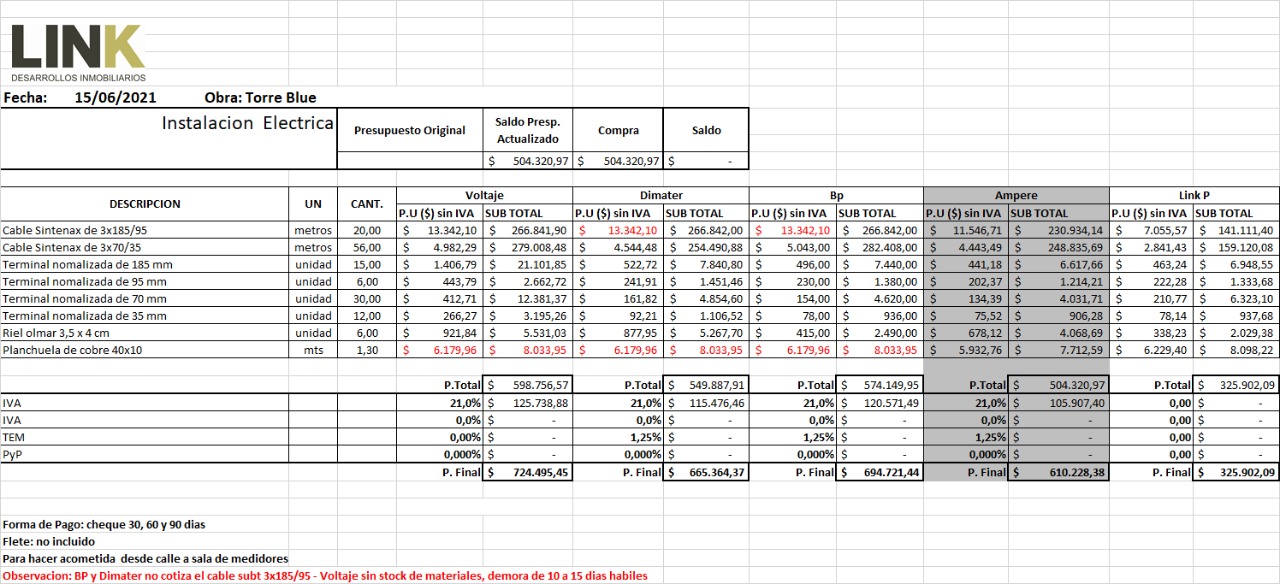 LINK
DESARROLLOS INMOBILIARIOS
Fecha: 15/06/2021 Obra: Torre Blue
Instalacion Electrica Presupuesto Original Saldo Presp. Actualizado Compra Saldo
$ 504.320,97 $ 504.320,97 $ -
DESCRIPCION UN CANT. Voltaje Dimater Bp Ampere Link P
P.U ($) sin IVA SUB TOTAL P.U ($) sin IVA SUB TOTAL P.U ($) sin IVA SUB TOTAL P.U ($) sin IVA SUB TOTAL P.U ($) sin IVA SUB TOTAL
Cable Sintenax de 3x185/95 metros 20,00 $ 13.342,10 $ 266.841,90 $ 13.342,10 $ 266.842,00 $ 13.342,10 $ 266.842,00 $ 11.546,71 $ 230.934,14 $ 7.055,57 $ 141.111,40
Cable Sintenax de 3x70/35 metros 56,00 $ 4.982,29 $ 279.008,48 $ 4.544,48 $ 254.490,88 $ 5.043,00 $ 282.408,00 $ 4.443,49 $ 248.835,69 $ 2.841,43 $ 159.120,08
Terminal nomalizada de 185 mm unidad 15,00 $ 1.406,79 $ 21.101,85 $ 522,72 $ 7.840,80 $ 496,00 $ 7.440,00 $ 441,18 $ 6.617,66 $ 463,24 $ 6.948,55
Terminal nomalizada de 95 mm unidad 6,00 $ 443,79 $ 2.662,72 $ 241,91 $ 1.451,46 $ 230,00 $ 1.380,00 $ 202,37 $ 1.214,21 $ 222,28 $ 1.333,68
Terminal nomalizada de 70 mm unidad 30,00 $ 412,71 $ 12.381,37 $ 161,82 $ 4.854,60 $ 154,00 $ 4.620,00 $ 134,39 $ 4.031,71 $ 210,77 $ 6.323,10
Terminal nomalizada de 35 mm unidad 12,00 $ 266,27 $ 3.195,26 $ 92,21 $ 1.106,52 $ 78,00 $ 936,00 $ 75,52 $ 906,28 $ 78,14 $ 937,68
Riel olmar 3,5 x 4 cm unidad 6,00 $ 921,84 $ 5.531,03 $ 877,95 $ 5.267,70 $ 415,00 $ 2.490,00 $ 678,12 $ 4.068,69 $ 338,23 $ 2.029,38
Planchuela de cobre 40x10 mts 1,30 $ 6.179,96 $ 8.033,95 $ 6.179,96 $ 8.033,95 $ 6.179,96 $ 8.033,95 $ 5.932,76 $ 7.712,59 $ 6.229,40 $ 8.098,22
P.Total $ 598.756,57 P.Total $ 549.887,91 P.Total $ 574.149,95 P.Total $ 504.320,97 P.Total $ 325.902,09
IVA 21,0% $ 125.738,88 21,0% $ 115.476,46 21,0% $ 120.571,49 21,0% $ 105.907,40 0,00 $ -
IVA 0,0% $ - 0,0% $ - 0,0% $ - 0,0% $ - 0,00 $ -
TEM 0,00% $ - 1,25% $ - 1,25% $ - 1,25% $ - 0,00 $ -
PyP 0,000% $ - 0,000% $ - 0,000% $ - 0,000% $ - 0,00 $ -
P. Final $ 724.495,45 P. Final $ 665.364,37 P. Final $ 694.721,44 P. Final $ 610.228,38 P. Final $ 325.902,09
Forma de Pago: cheque 30, 60 y 90 dias
Flete: no incluido
Para hacer acometida desde calle a sala de medidores
Observacion: BP y Dimater no cotiza el cable subt 3x185/95 - Voltaje sin stock de materiales, demora de 10 a 15 dias habiles